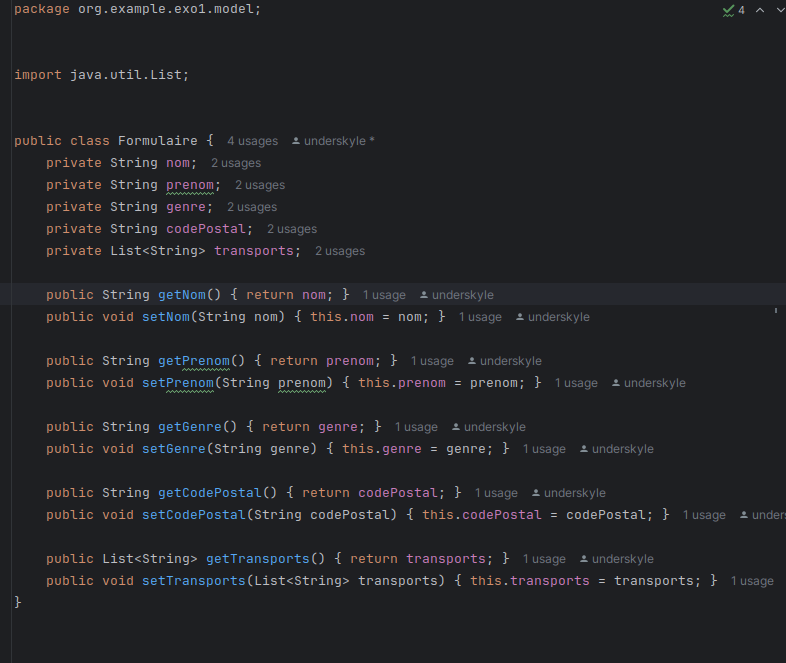 package org.example.exo1.model;
4
import java.util.List;
public class Formulaire { 4 usages underskyle *
private String nom; 2 usages
private String prenom; 2 usages
private String genre; 2 usages
private String codePostal; 2 usages
private List<String> transports; 2 usages
public String getNom() { return nom; } 1 usage underskyle
public void setNom(String nom) { this.nom = nom; } 1 usage underskyle
public String getPrenom() { return prenom; } 1 usage underskyle
public void setPrenom(String prenom) { this.prenom = prenom; } 1 usage underskyle
public String getGenre() { return genre; } 1 usage underskyle
public void setGenre(String genre) { this.genre = genre; } 1 usage underskyle
public String getCodePostal() { return codePostal; } 1 usage underskyle
public void setCodePostal(String codePostal) { this.codePostal = codePostal; } 1 usage unders
public List<String> getTransports() { return transports; } 1 usage underskyle
public void setTransports(List<String> transports) { this.transports = transports; } 1 usage
}